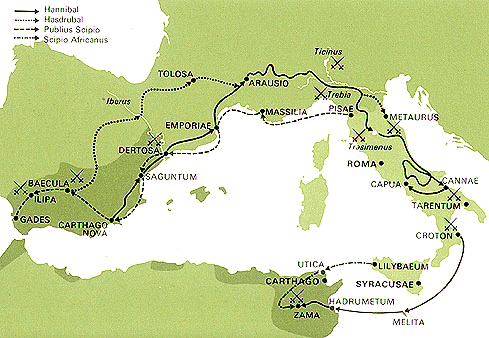 Hannibal
Hasdrubal
Publius Scipio
Scipio Africanus
Ticinus
TOLOSA
ARAUSIO
Iberus
Trebia
EMPORIAE
MASSILIA
PISAE
METAURUS
DERTOSA
Trasimenus
ROMA
SAGUNTUM
BAECULA
ILIPA
CAPUA
CANNAE
TARENTUM
GADES
CARTHAGO
NOVA
CROTON
UTICA
LILYBAEUM
CARTHAGO
SYRACUSAE
ZAMA
HADRUMETUM
MELITA